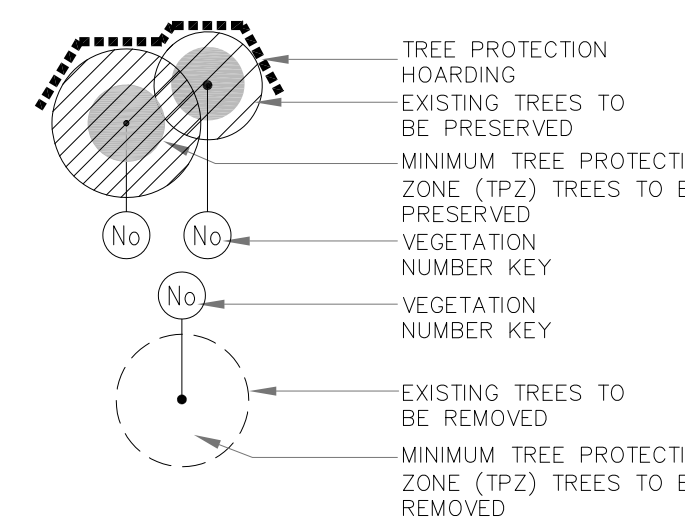 TREE PROTECTION
HOARDING
EXISTING TREES TO
BE PRESERVED
MINIMUM TREE PROTECTI
ZONE (TPZ) TREES TO B
PRESERVED
No
No
VEGETATION
NUMBER KEY
No
VEGETATION
NUMBER KEY
EXISTING TREES TO
BE REMOVED
MINIMUM TREE PROTECTI
ZONE (TPZ) TREES TO B
REMOVED